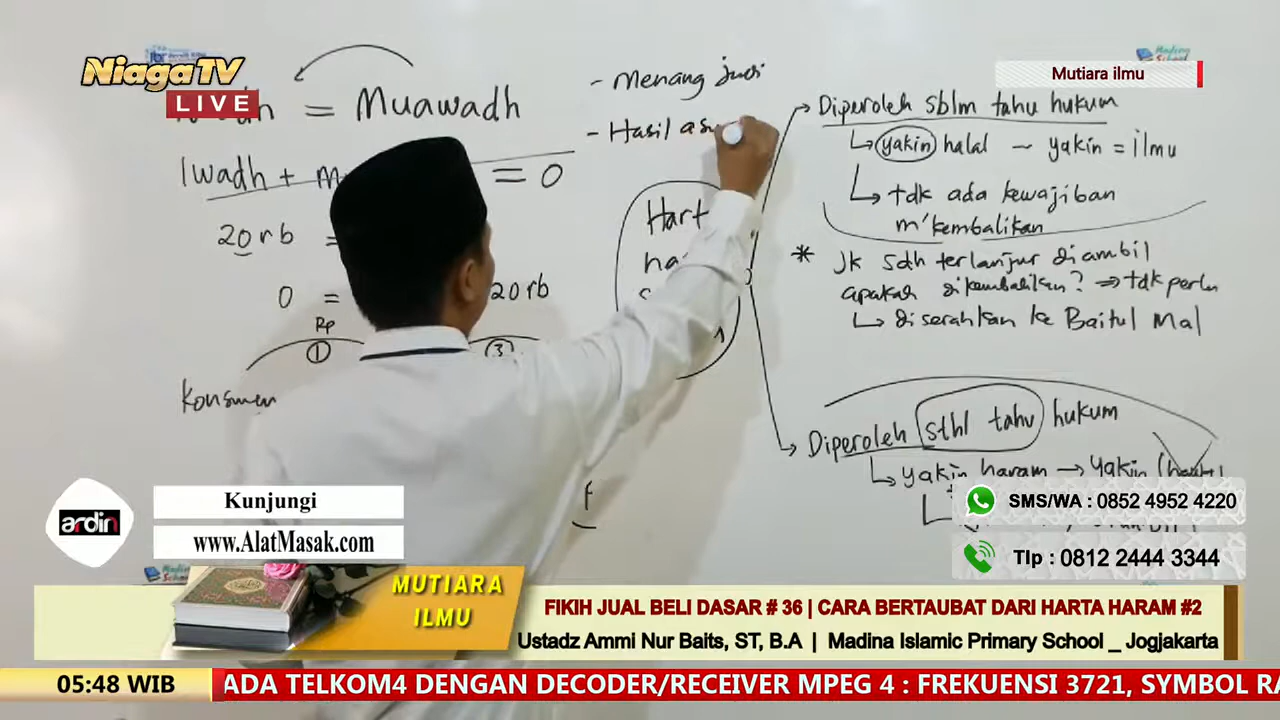 NiagaTV
LIVE
Mutiara ilmu
= Muawadh
Iwadh +
= 0
20 rb =
0 =
20rb
Rp
①
③
Konsumen
- Menang judi
- Hasil
Diperoleh sblm tahu hukum
yakin halal ~ yakin = ilmu
tdk ada kewajiban
m'kembalikan
* Jk sdh terlanjur diambil
apakah dikembalikan? ⇒ tdk perlu
diserahkan ke Baitul Mal
Diperoleh sthl tahu hukum
yakin haram → yakin
Kunjungi
www.AlatMasak.com
ardin
SMS/WA : 0852 4952 4220
Tlp : 0812 2444 3344
MUTIARA
ILMU
FIKIH JUAL BELI DASAR # 36 | CARA BERTAUBAT DARI HARTA HARAM #2
Ustadz Ammi Nur Baits, ST, B.A | Madina Islamic Primary School _ Jogjakarta
05:48 WIB
ADA TELKOM4 DENGAN DECODER/RECEIVER MPEG 4 : FREKUENSI 3721, SYMBOL